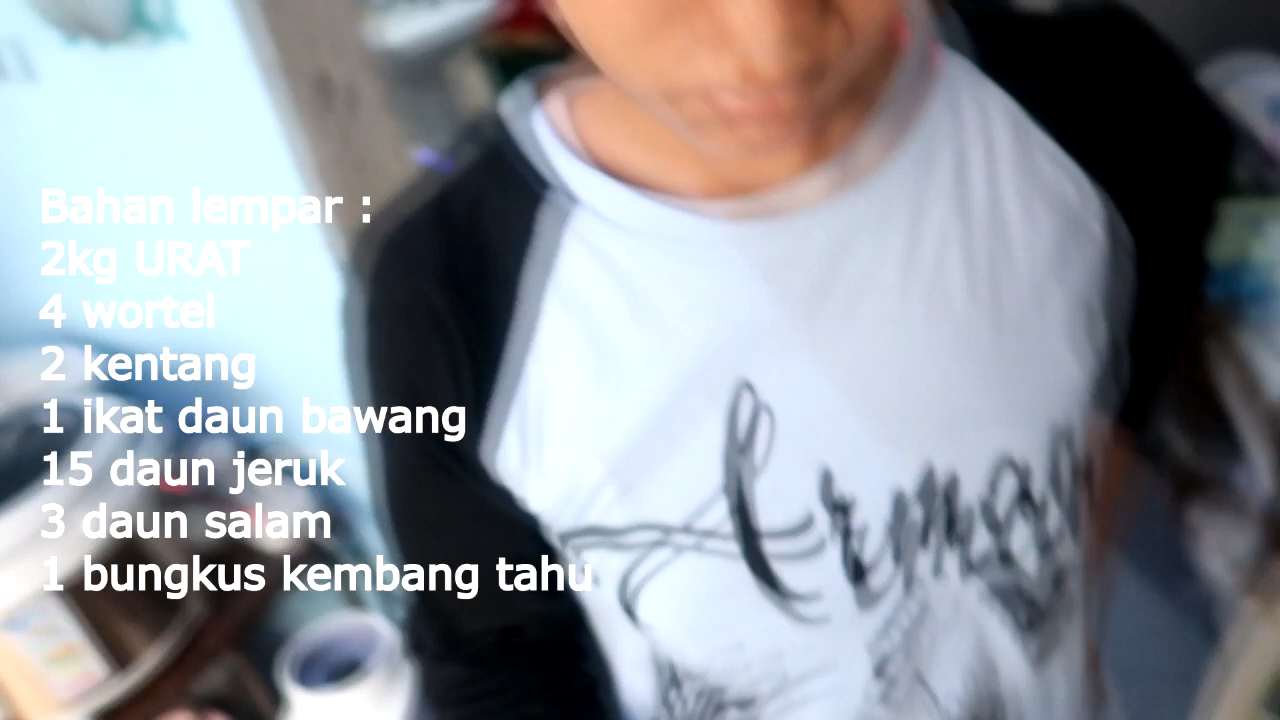 Bahan lempar :
2kg URAT
4 wortel
2 kentang
1 ikat daun bawang
15 daun jeruk
3 daun salam
1 bungkus kembang tahu